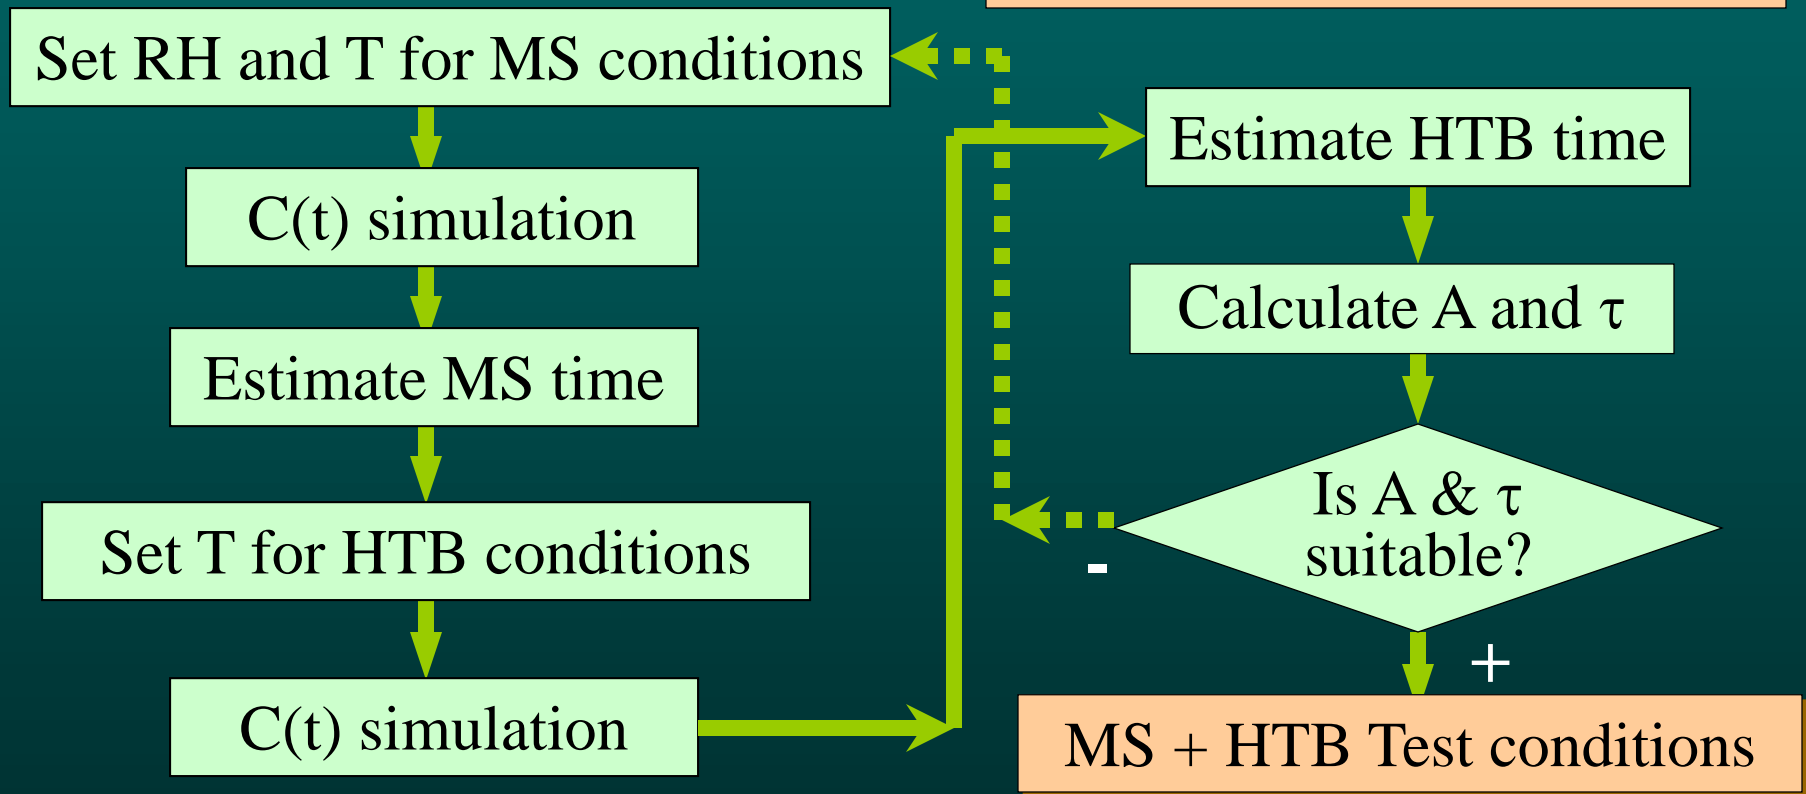 Set RH and T for MS conditions
C(t) simulation
Estimate MS time
Set T for HTB conditions
C(t) simulation
Estimate HTB time
Calculate A and τ
Is A & τ
suitable?
-
+
MS + HTB Test conditions